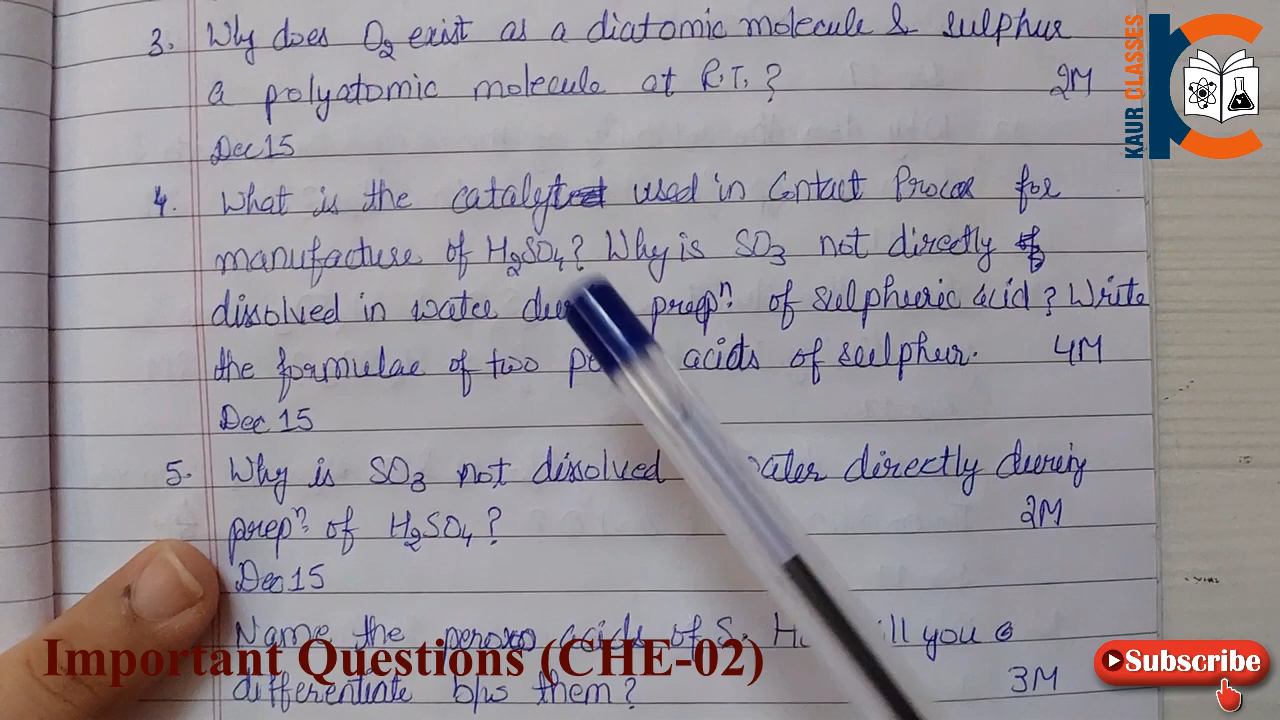 3. Why does O2 exist as a diatomic molecule & sulphur
a polyatomic molecule at R.T.? 2M
Dec 15
4. What is the catalyt used in Contact Process for
manufacture of H2SO4? Why is SO3 not directly
dissolved in water prepn. of sulphuric acid? Write
the formulae of two acids of sulphur. 4M
Dec 15
5. Why is SO3 not dissolved directly during
prepn. of H2SO4? 2M
Dec 15
Name the peroxo acids of S. you
differentiate b/w them? 3M
Important Questions (CHE-02)
KAUR CLASSES
Subscribe